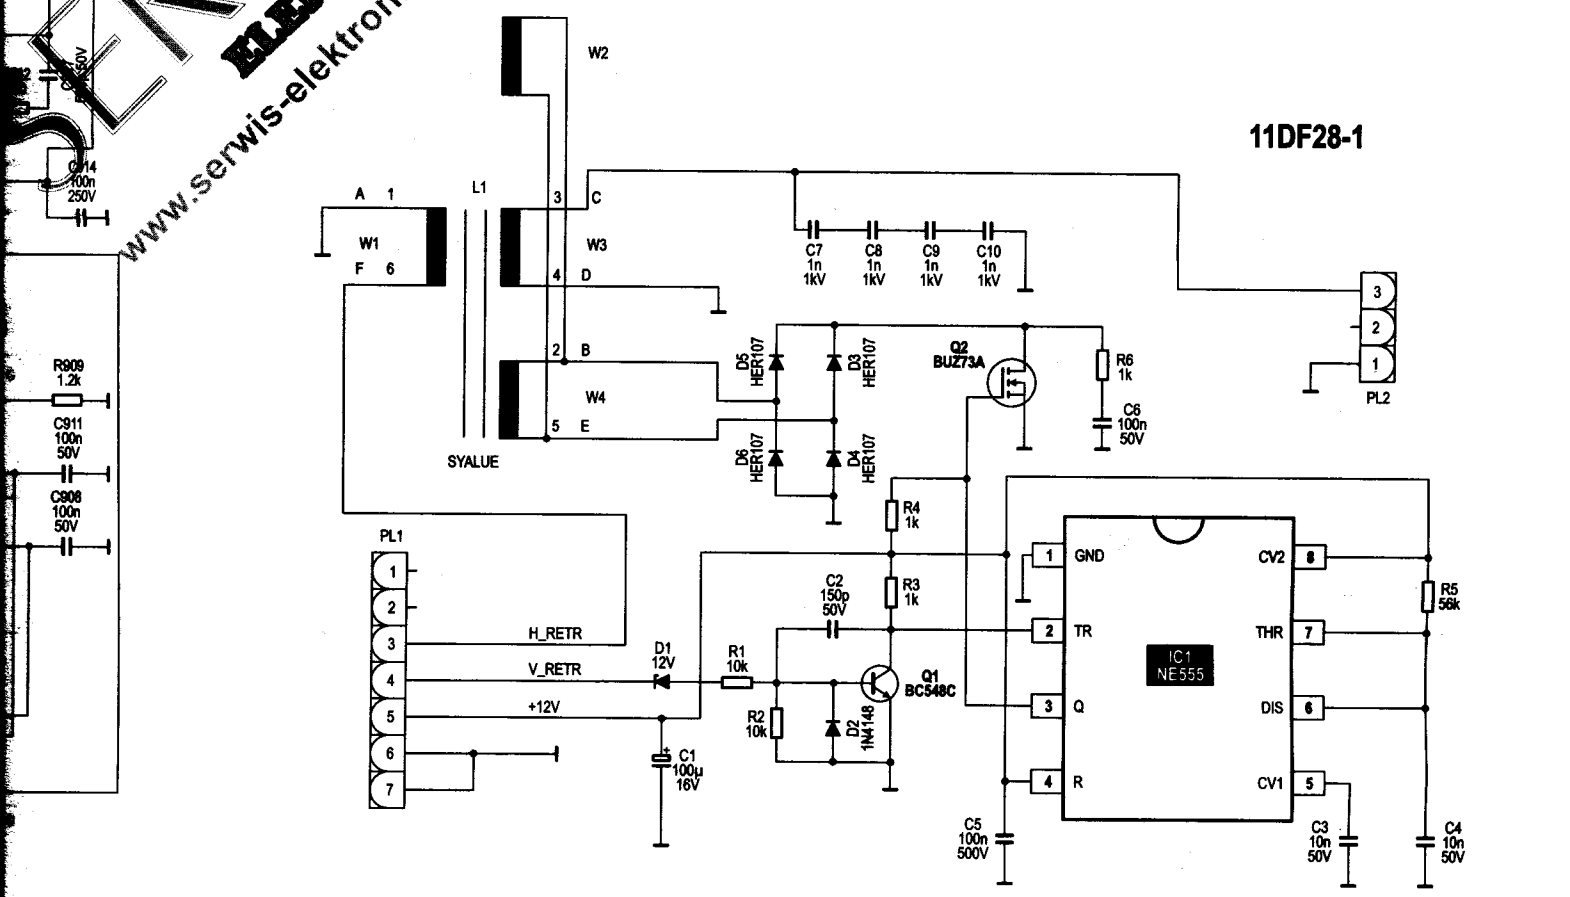 www.serwis-elektron
11DF28-1
100n
250V
R909
1.2k
C911
100n
50V
C908
100n
50V
W2
A 1
W1
F 6
L1
3 C
W3
4 D
2 B
W4
5 E
SYALUE
C7
1n
1kV
C8
1n
1kV
C9
1n
1kV
C10
1n
1kV
3
2
1
PL2
D5
HER107
D3
HER107
D6
HER107
D4
HER107
Q2
BUZ73A
R6
1k
C6
100n
50V
R4
1k
R3
1k
C2
150p
50V
PL1
1
2
3
4
5
6
7
H_RETR
V_RETR
+12V
D1
12V
R1
10k
R2
10k
D2
1N4148
Q1
BC548C
+
C1
100µ
16V
1 GND
2 TR
3 Q
4 R
CV2 8
THR 7
DIS 6
CV1 5
IC1
NE555
R5
56k
C5
100n
500V
C3
10n
50V
C4
10n
50V